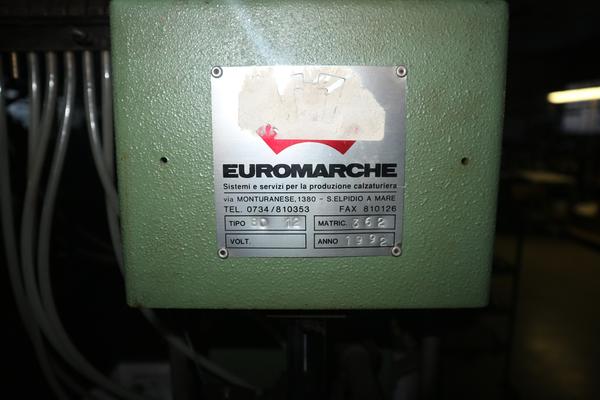 EUROMARCHE
Sistemi e servizi per la produzione calzaturiera
via MONTURANESE, 1380 - S.ELPIDIO A MARE
TEL. 0734/810353 FAX 810126
TIPO 12 MATRIC. 362
VOLT. ANNO 1992